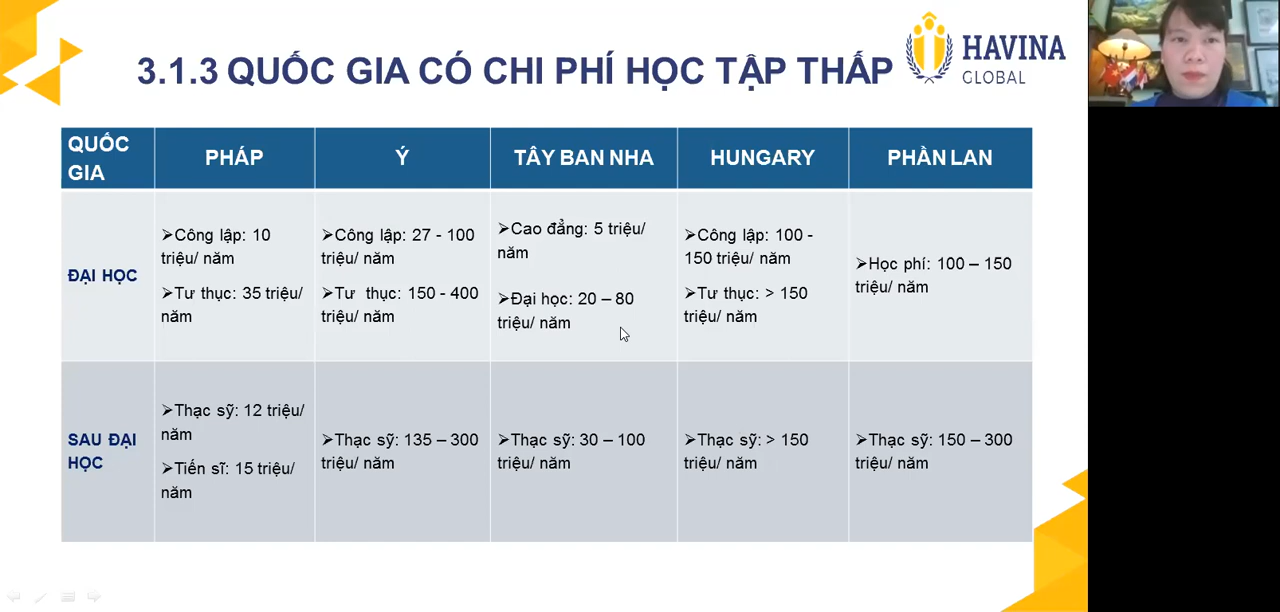 3.1.3 QUỐC GIA CÓ CHI PHÍ HỌC TẬP THẤP
HAVINA
GLOBAL
QUỐC
GIA
PHÁP
Ý
TÂY BAN NHA
HUNGARY
PHẦN LAN
ĐẠI HỌC
➢Công lập: 10
triệu/ năm
➢Tư thục: 35 triệu/
năm
➢Công lập: 27 - 100
triệu/ năm
➢Tư thục: 150 - 400
triệu/ năm
➢Cao đẳng: 5 triệu/
năm
➢Đại học: 20 – 80
triệu/ năm
➢Công lập: 100 -
150 triệu/ năm
➢Tư thục: > 150
triệu/ năm
➢Học phí: 100 – 150
triệu/ năm
SAU ĐẠI
HỌC
➢Thạc sỹ: 12 triệu/
năm
➢Tiến sĩ: 15 triệu/
năm
➢Thạc sỹ: 135 – 300
triệu/ năm
➢Thạc sỹ: 30 – 100
triệu/ năm
➢Thạc sỹ: > 150
triệu/ năm
➢Thạc sỹ: 150 – 300
triệu/ năm